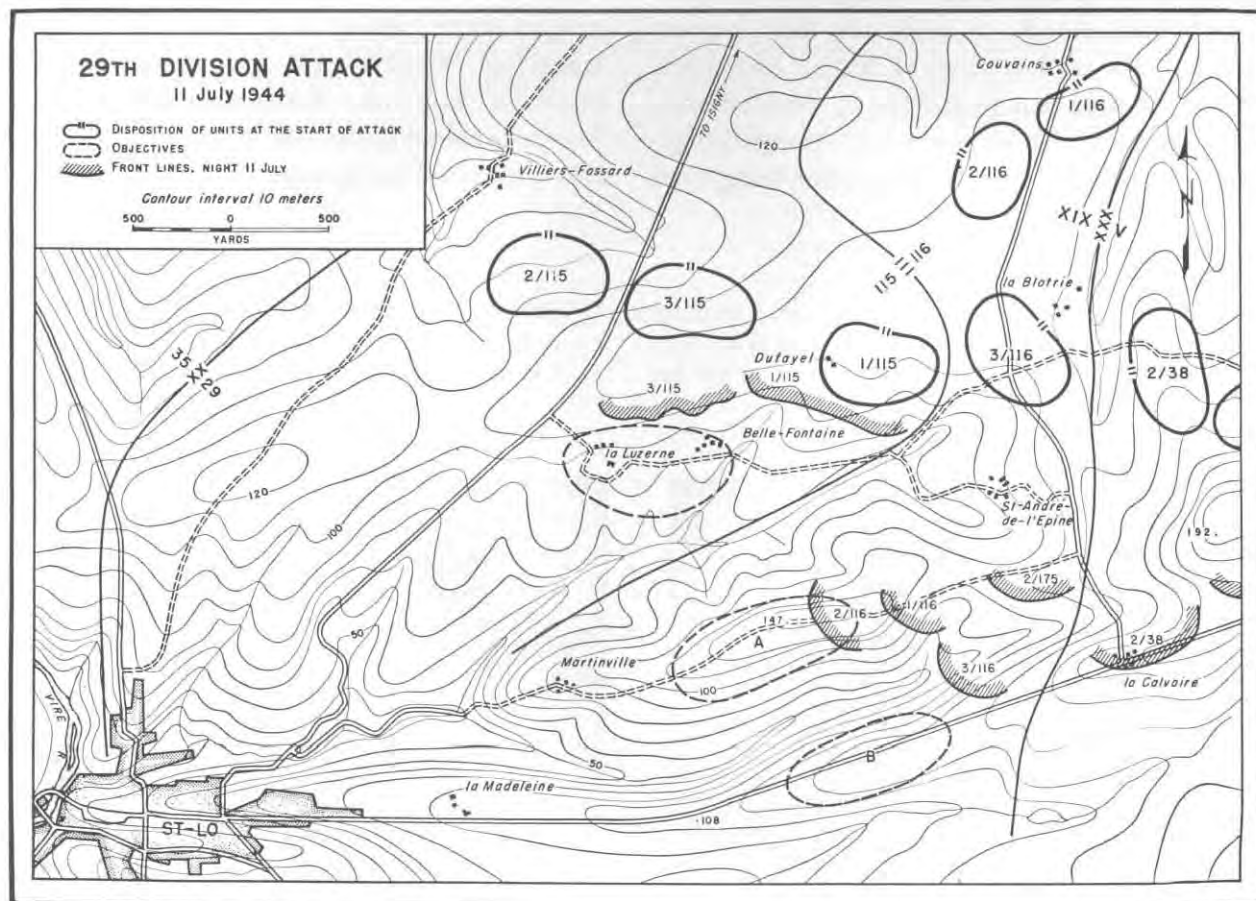 29TH DIVISION ATTACK
11 July 1944
DISPOSITION OF UNITS AT THE START OF ATTACK
OBJECTIVES
FRONT LINES, NIGHT 11 JULY
Contour interval 10 meters
500 0 500
YARDS
TO ISIGNY
Couvains
1/116
120
Villiers-Fossard
2/116
N
XIX XXX V
115 III 116
2/115
3/115
la Blotrie
35 XX 29
Dufayel
1/115
3/116
2/38
3/115
1/115
Belle-Fontaine
la Luzerne
120
100
St-André-
de-l'Epine
192
2/175
50
147
2/116
1/116
A
Martinville
100
3/116
2/38
la Calvaire
VIRE R
50
B
la Madeleine
108
ST-LO